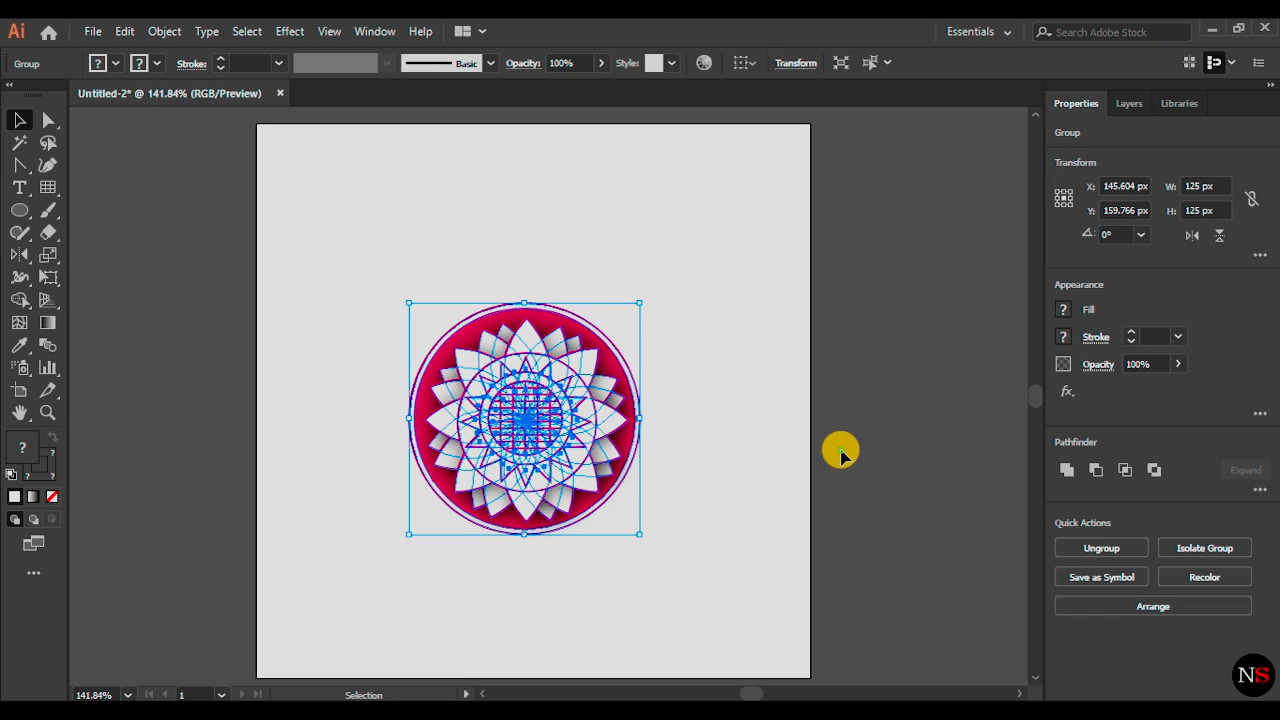 Ai File Edit Object Type Select Effect View Window Help Essentials Search Adobe Stock
Group ? ? Stroke: Basic Opacity: 100% Style: Transform
Untitled-2* @ 141.84% (RGB/Preview)
Properties Layers Libraries
Group
Transform
X: 145.604 px W: 125 px
Y: 159.766 px H: 125 px
0°
Appearance
? Fill
? Stroke
Opacity 100%
fx.
Pathfinder
Expand
Quick Actions
Ungroup Isolate Group
Save as Symbol Recolor
Arrange
T
?
?
? ?
NS
141.84% 1 Selection